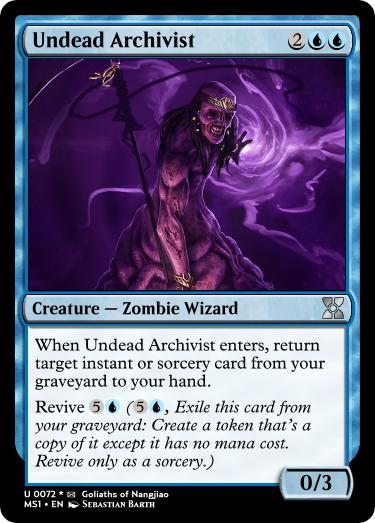 Undead Archivist 2
Creature — Zombie Wizard
When Undead Archivist enters, return
target instant or sorcery card from your
graveyard to your hand.
Revive 5 (5, Exile this card from
your graveyard: Create a token that's a
copy of it except it has no mana cost.
Revive only as a sorcery.)
0/3
U 0072 * Goliaths of Nangjiao
MS1 • EN Sebastian Barth